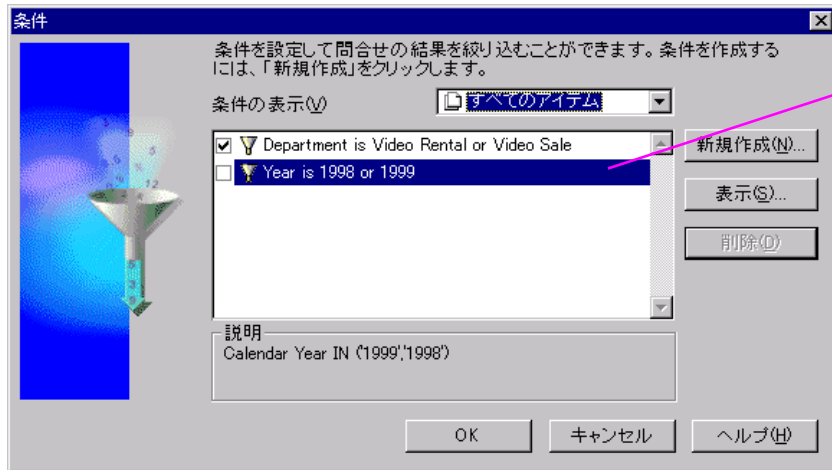 条件
条件を設定して問合せの結果を絞り込むことができます。条件を作成する
には、「新規作成」をクリックします。
条件の表示(V)
すべてのアイテム
Department is Video Rental or Video Sale
Year is 1998 or 1999
新規作成(N)...
表示(S)...
削除(D)
説明
Calendar Year IN ('1999','1998')
OK
キャンセル
ヘルプ(H)